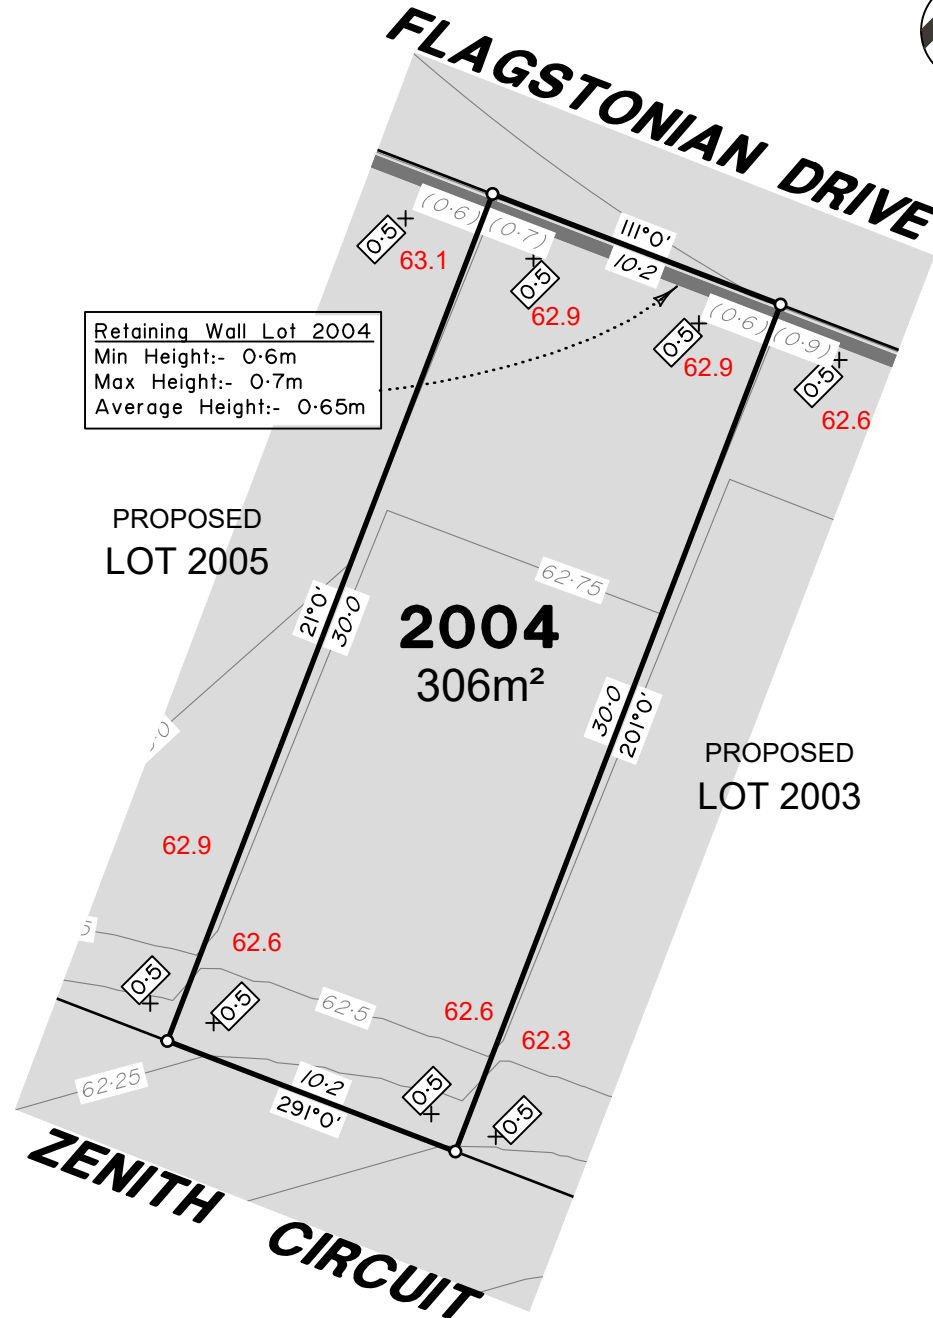 FLAGSTONIAN DRIVE
(0·6) (0·7)
111°0'
10·2
0·5
63.1
0·5
62.9
(0·6) (0·9)
0·5
62.9
0·5
62.6
Retaining Wall Lot 2004
Min Height:- 0·6m
Max Height:- 0·7m
Average Height:- 0·65m
PROPOSED
LOT 2005
62·75
21°0'
30·0
2004
306m²
30·0
201°0'
PROPOSED
LOT 2003
62.9
62.6
0·5
0·5
62·5
62.6
62.3
62·25
10·2
291°0'
0·5
0·5
ZENITH CIRCUIT